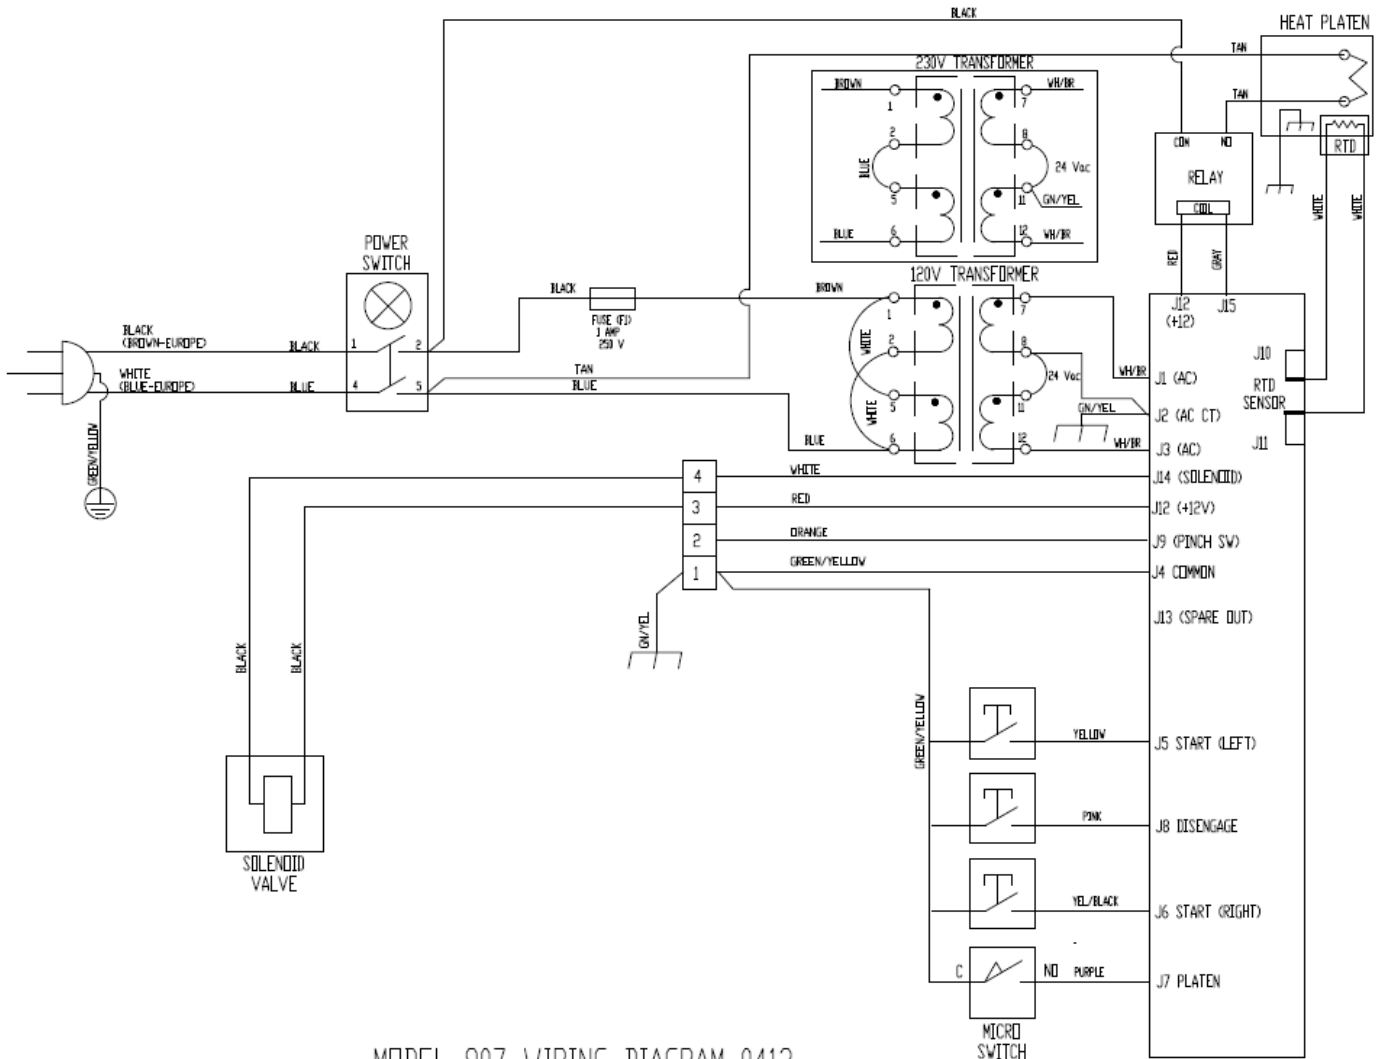 BLACK
HEAT PLATEN
TAN
230V TRANSFORMER
BROWN
WH/BR
1
7
TAN
2
8
COM
NO
RTD
BLUE
24 Vac
RELAY
5
11
GN/YEL
COIL
WHITE
WHITE
BLUE
6
12
WH/BR
POWER
SWITCH
RED
GRAY
120V TRANSFORMER
BLACK
BROWN
J12
(+12)
J15
FUSE (F1)
1 AMP
250 V
1
7
BLACK
(BROWN-EUROPE)
BLACK
1
2
WHITE
2
8
J10
WHITE
(BLUE-EUROPE)
BLUE
4
5
TAN
BLUE
24 Vac
WH/BR
J1 (AC)
RTD
SENSOR
WHITE
5
11
GN/YEL
J2 (AC CT)
GREEN/YELLOW
BLUE
6
12
WH/BR
J3 (AC)
J11
4
WHITE
J14 (SOLENOID)
3
RED
J12 (+12V)
2
ORANGE
J9 (PINCH SW)
1
GREEN/YELLOW
J4 COMMON
GN/YEL
J13 (SPARE OUT)
BLACK
BLACK
GREEN/YELLOW
YELLOW
J5 START (LEFT)
PINK
J8 DISENGAGE
SOLENOID
VALVE
YEL/BLACK
J6 START (RIGHT)
C
NO
PURPLE
J7 PLATEN
MICRO
SWITCH
MODEL 907 WIRING DIAGRAM 0412